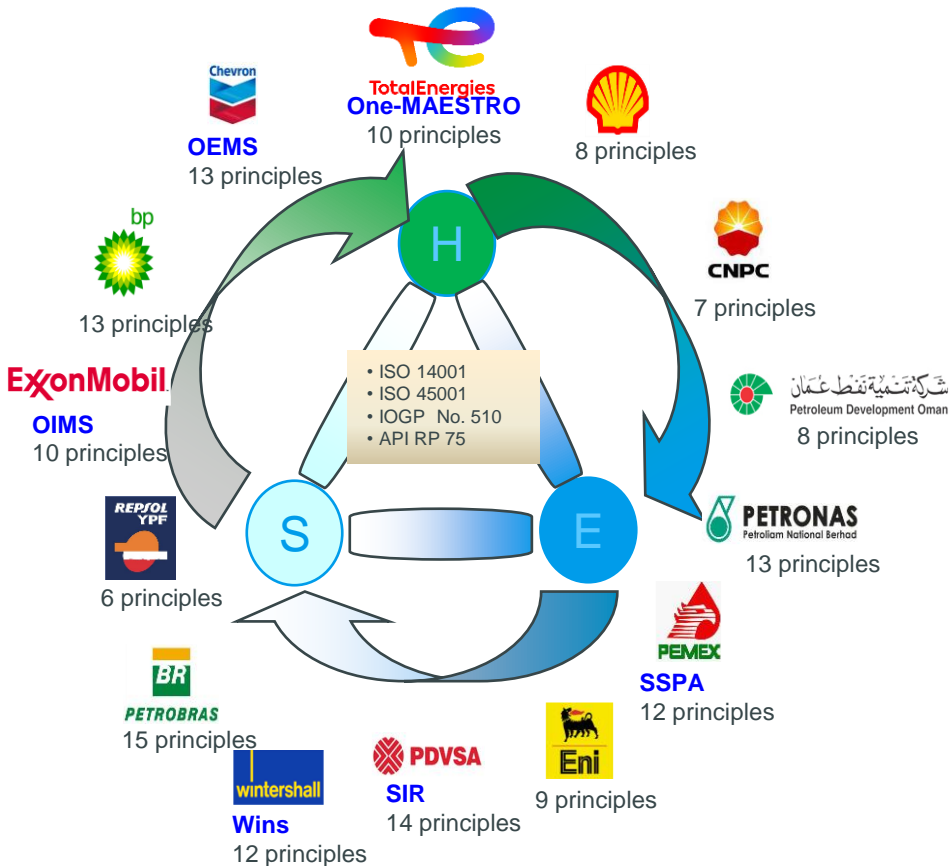 TotalEnergies
One-MAESTRO
10 principles
8 principles
CNPC
7 principles
شركة تنمية نفط عمان
Petroleum Development Oman
8 principles
PETRONAS
Petroliam National Berhad
13 principles
PEMEX
SSPA
12 principles
Eni
9 principles
PDVSA
SIR
14 principles
wintershall
Wins
12 principles
BR
PETROBRAS
15 principles
REPSOL
YPF
6 principles
ExxonMobil
OIMS
10 principles
bp
13 principles
Chevron
OEMS
13 principles
H
S
E
• ISO 14001
• ISO 45001
• IOGP No. 510
• API RP 75